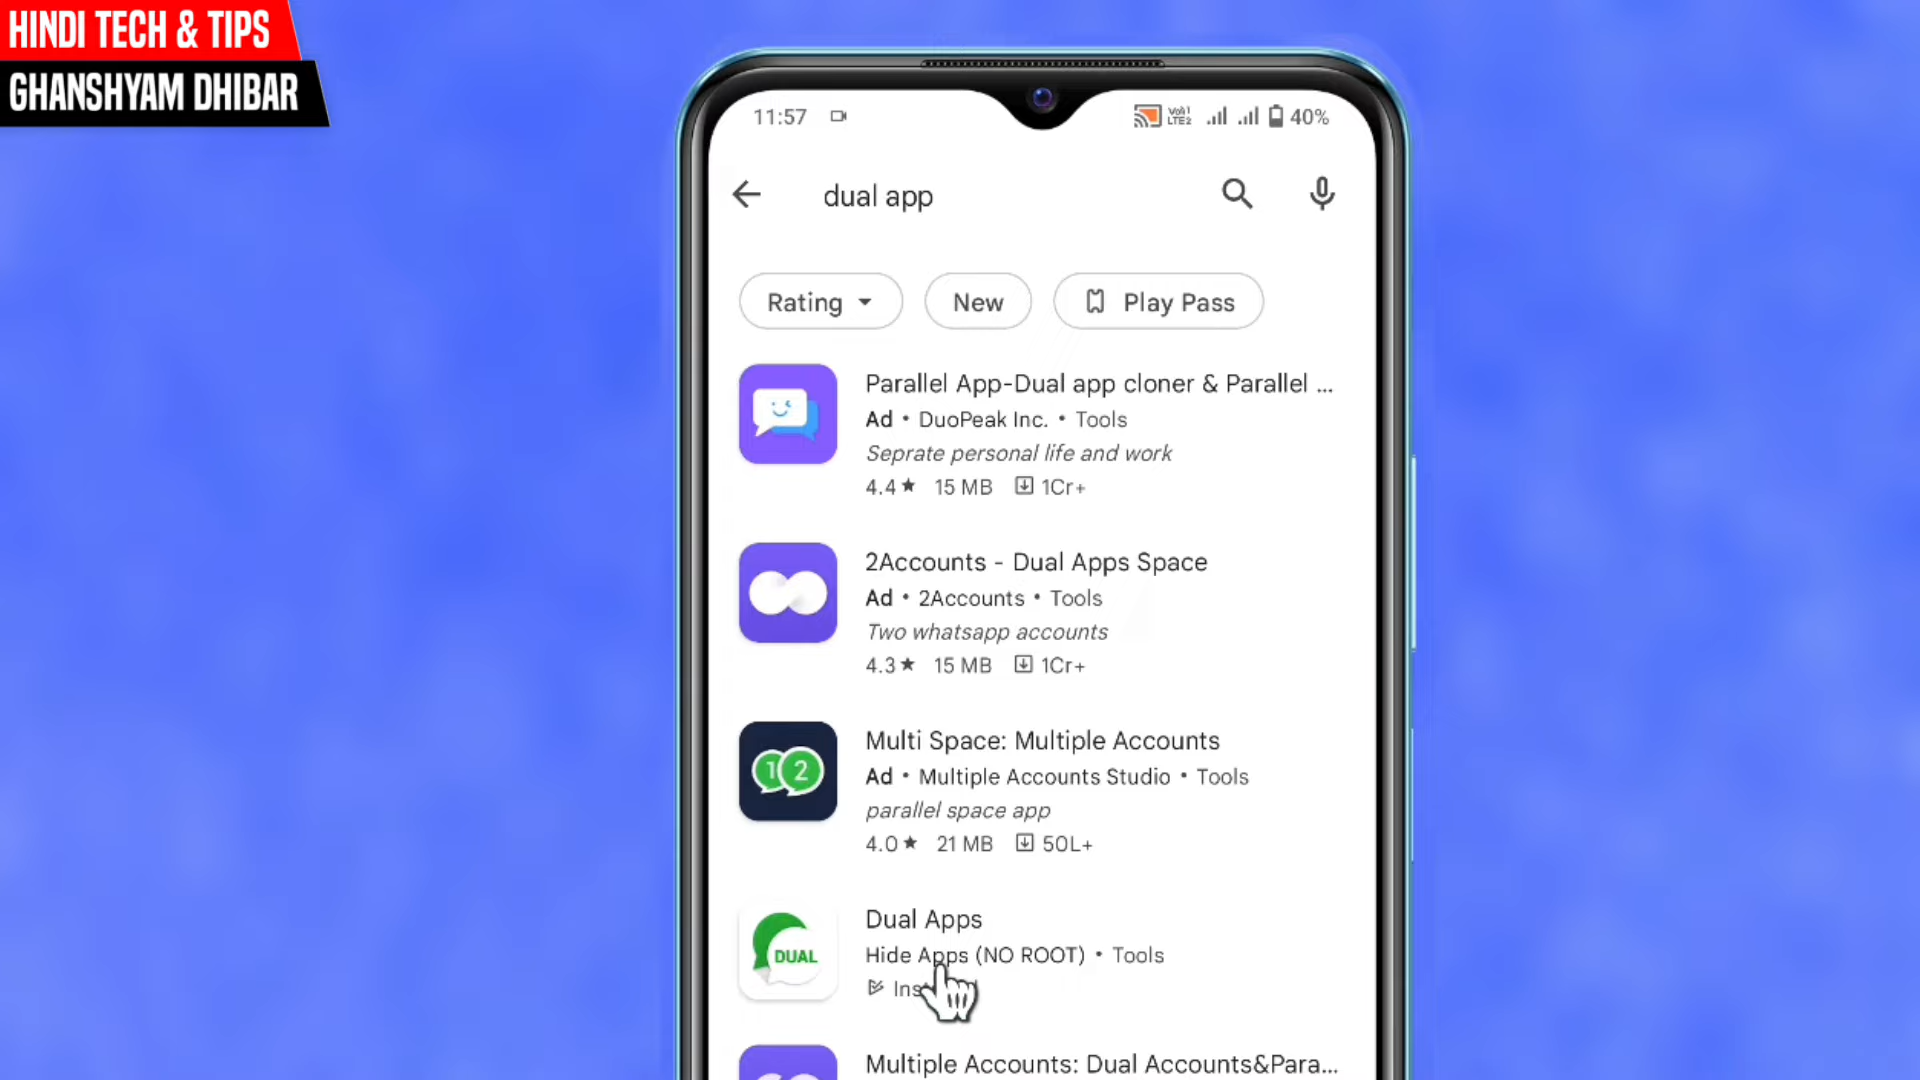 HINDI TECH & TIPS
GHANSHYAM DHIBAR
11:57
Vo1
LTE2
40%
dual app
Rating
New
Play Pass
Parallel App-Dual app cloner & Parallel ...
Ad • DuoPeak Inc. • Tools
Seprate personal life and work
4.4★ 15 MB 1Cr+
2Accounts - Dual Apps Space
Ad • 2Accounts • Tools
Two whatsapp accounts
4.3★ 15 MB 1Cr+
1 2
Multi Space: Multiple Accounts
Ad • Multiple Accounts Studio • Tools
parallel space app
4.0★ 21 MB 50L+
DUAL
Dual Apps
Hide Apps (NO ROOT) • Tools
Multiple Accounts: Dual Accounts&Para...